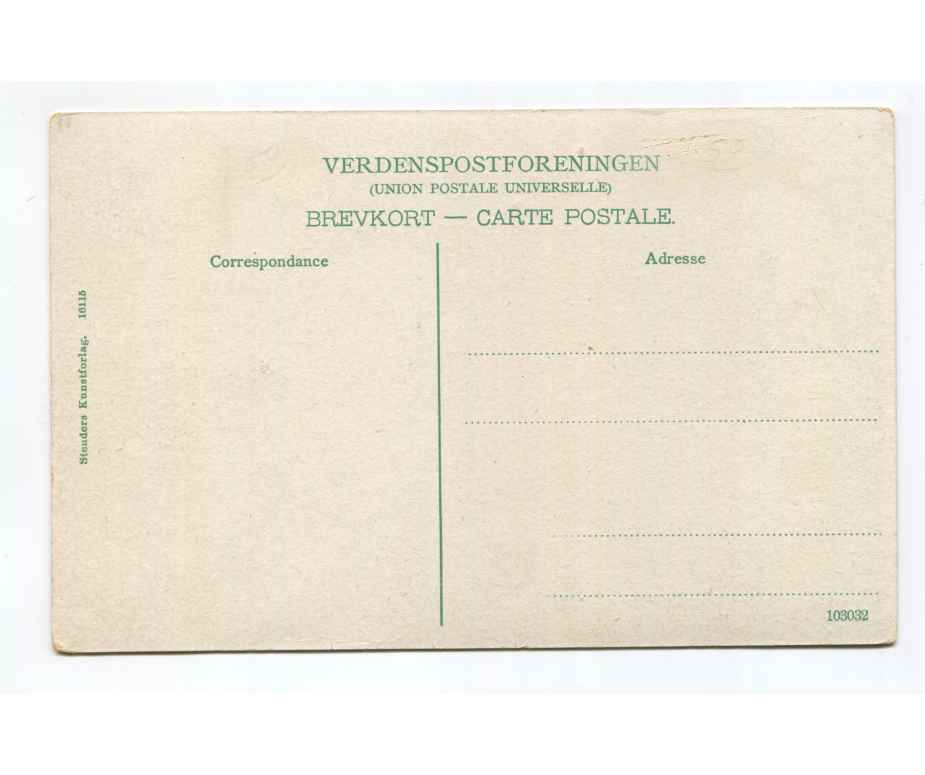 VERDENSPOSTFORENINGEN
(UNION POSTALE UNIVERSELLE)
BREVKORT — CARTE POSTALE.
Correspondance
Adresse
Stenders Kunstforlag. 16115
103032